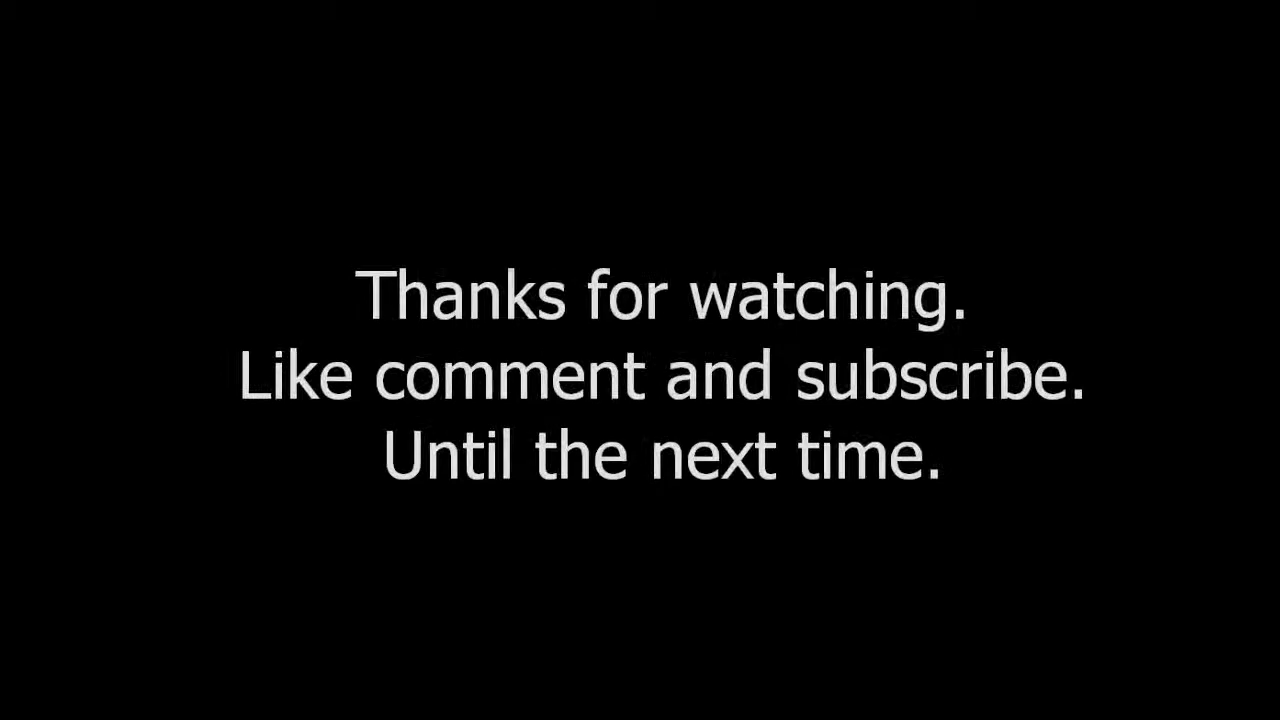 Thanks for watching.
Like comment and subscribe.
Until the next time.